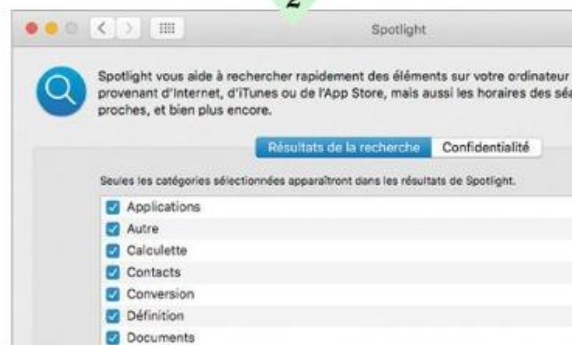 2
Spotlight
Spotlight vous aide à rechercher rapidement des éléments sur votre ordinateur
provenant d'Internet, d'iTunes ou de l'App Store, mais aussi les horaires des séa
proches, et bien plus encore.
Résultats de la recherche Confidentialité
Seules les catégories sélectionnées apparaîtront dans les résultats de Spotlight.
Applications
Autre
Calculette
Contacts
Conversion
Définition
Documents